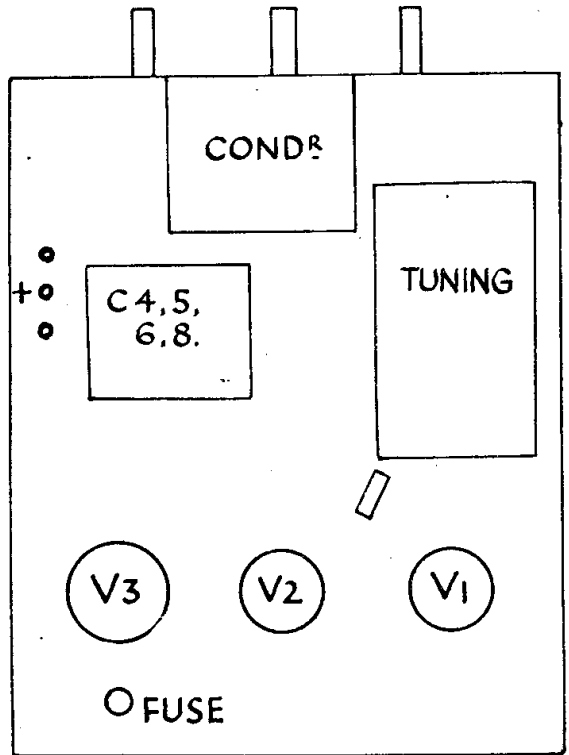 CONDR
TUNING
+
C4,5,
6,8.
V3
V2
V1
FUSE